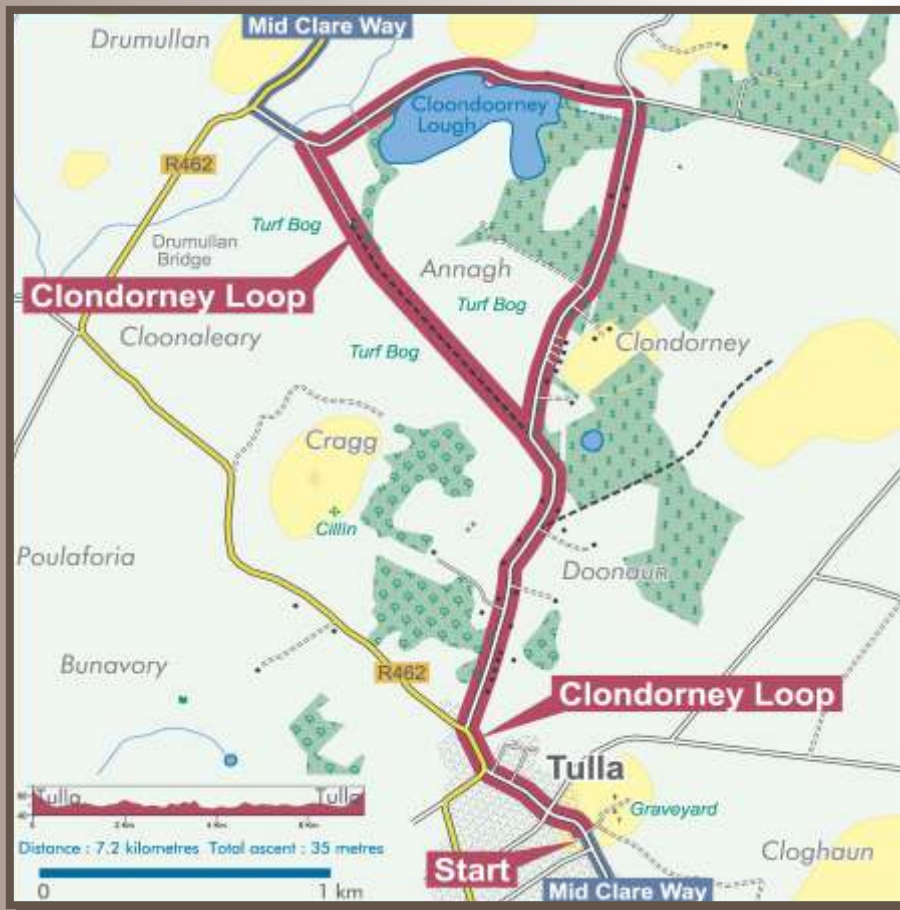 Drumullan
Mid Clare Way
Cloondoorney
Lough
R462
Turf Bog
Drumullan
Bridge
Annagh
Clondorney Loop
Turf Bog
Cloonaleary
Turf Bog
Clondorney
Cragg
Cillín
Poulaforia
Doonaun
Bunavory
R462
Clondorney Loop
Tulla
Tulla
Tulla
Graveyard
Distance : 7.2 kilometres Total ascent : 35 metres
Start
Cloghaun
0
1 km
Mid Clare Way